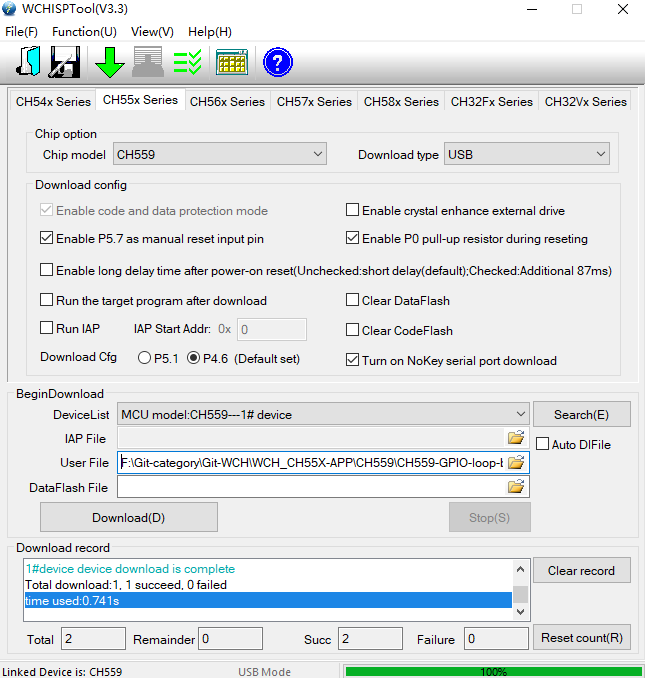 WCHISPTool(V3.3)
File(F) Function(U) View(V) Help(H)
CH54x Series CH55x Series CH56x Series CH57x Series CH58x Series CH32Fx Series CH32Vx Series
Chip option
Chip model CH559 Download type USB
Download config
Enable code and data protection mode Enable crystal enhance external drive
Enable P5.7 as manual reset input pin Enable P0 pull-up resistor during reseting
Enable long delay time after power-on reset(Unchecked:short delay(default);Checked:Additional 87ms)
Run the target program after download Clear DataFlash
Run IAP IAP Start Addr: 0x 0 Clear CodeFlash
Download Cfg P5.1 P4.6 (Default set) Turn on NoKey serial port download
BeginDownload
DeviceList MCU model:CH559---1# device Search(E)
IAP File Auto DlFile
User File F:\Git-category\Git-WCH\WCH_CH55X-APP\CH559\CH559-GPIO-loop-
DataFlash File
Download(D) Stop(S)
Download record
1#device device download is complete Clear record
Total download:1, 1 succeed, 0 failed
time used:0.741s
Total 2 Remainder 0 Succ 2 Failure 0 Reset count(R)
Linked Device is: CH559 USB Mode 100%